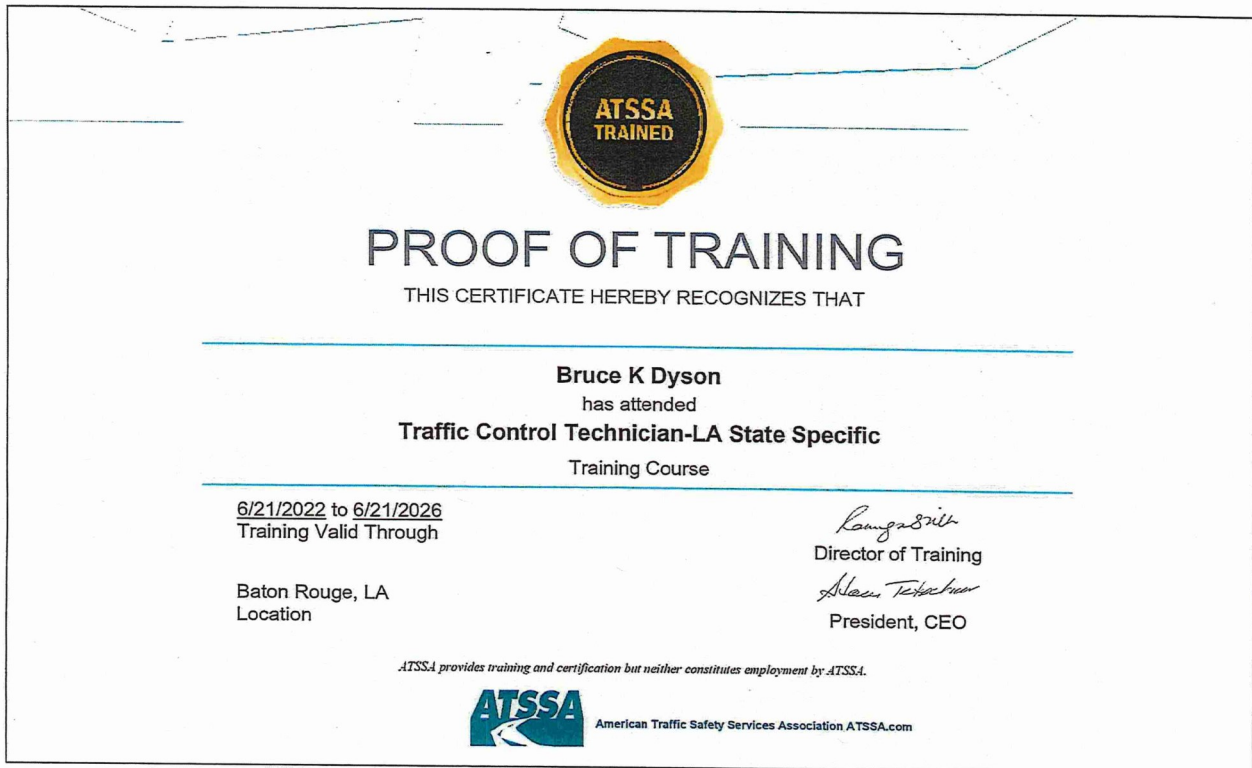 ATSSA
TRAINED
PROOF OF TRAINING
THIS CERTIFICATE HEREBY RECOGNIZES THAT
Bruce K Dyson
has attended
Traffic Control Technician-LA State Specific
Training Course
6/21/2022 to 6/21/2026
Training Valid Through
Baton Rouge, LA
Location
Director of Training
President, CEO
ATSSA provides training and certification but neither constitutes employment by ATSSA.
ATSSA
American Traffic Safety Services Association ATSSA.com